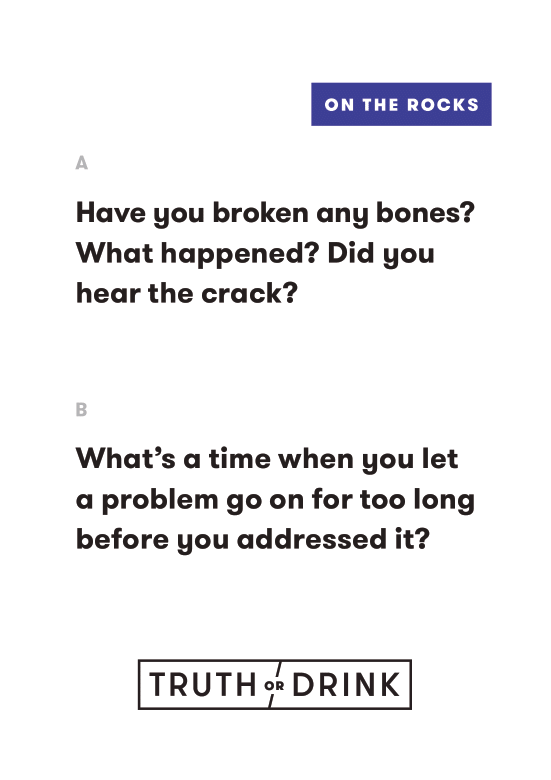 ON THE ROCKS
A
Have you broken any bones?
What happened? Did you
hear the crack?
B
What’s a time when you let
a problem go on for too long
before you addressed it?
TRUTH OR DRINK